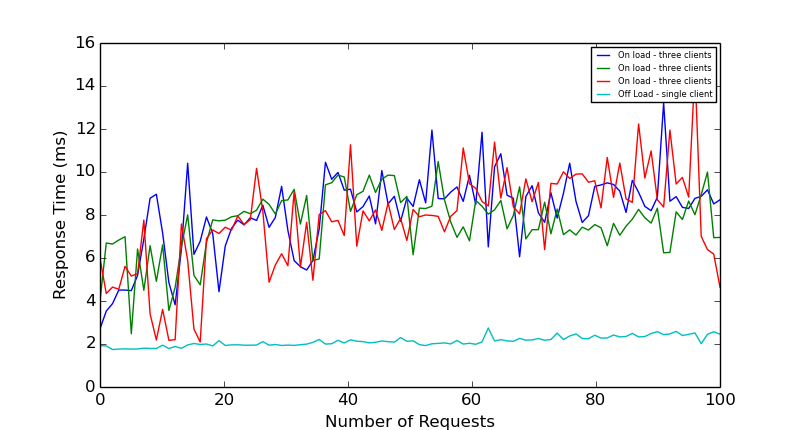 16
14
12
10
8
6
4
2
0
Response Time (ms)
On load - three clients
On load - three clients
On load - three clients
Off Load - single client
0 20 40 60 80 100
Number of Requests